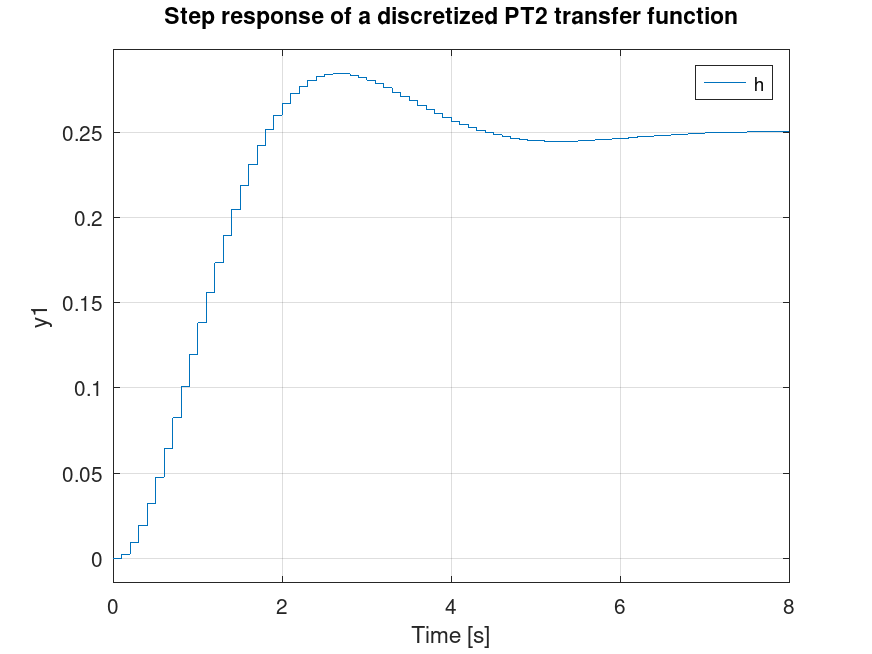 Step response of a discretized PT2 transfer function
h
0.25
0.2
0.15
0.1
0.05
0
y1
0 2 4 6 8
Time [s]